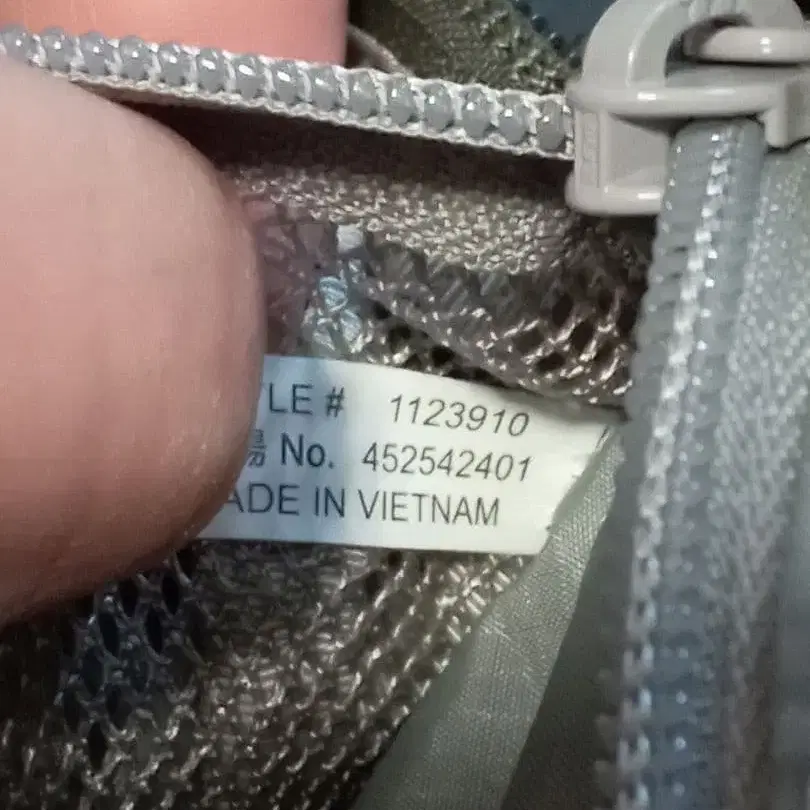 LE # 1123910
No. 452542401
ADE IN VIETNAM